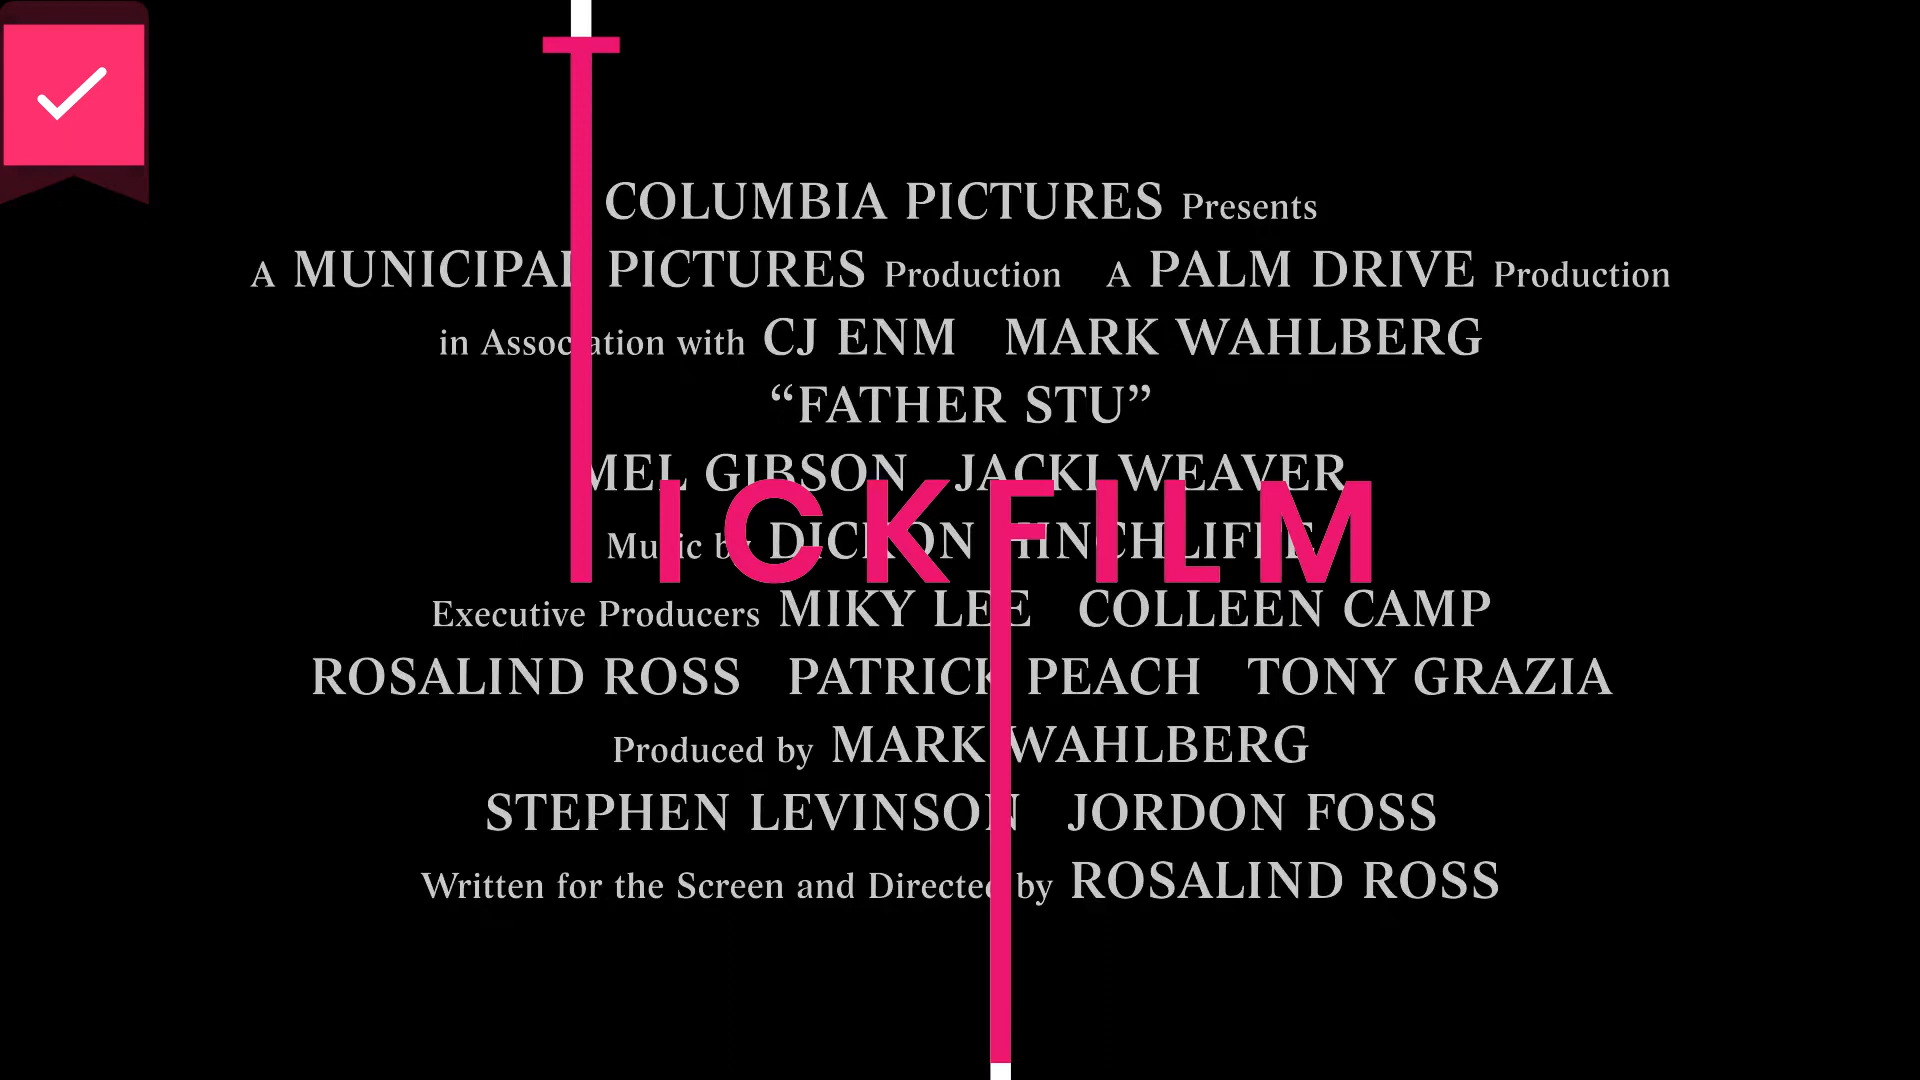 COLUMBIA PICTURES Presents
A MUNICIPAL PICTURES Production A PALM DRIVE Production
in Association with CJ ENM MARK WAHLBERG
“FATHER STU”
MEL GIBSON JACKI WEAVER
TICKFILM
Music by DICKON HINCHLIFFE
Executive Producers MIKY LEE COLLEEN CAMP
ROSALIND ROSS PATRICK PEACH TONY GRAZIA
Produced by MARK WAHLBERG
STEPHEN LEVINSON JORDON FOSS
Written for the Screen and Directed by ROSALIND ROSS